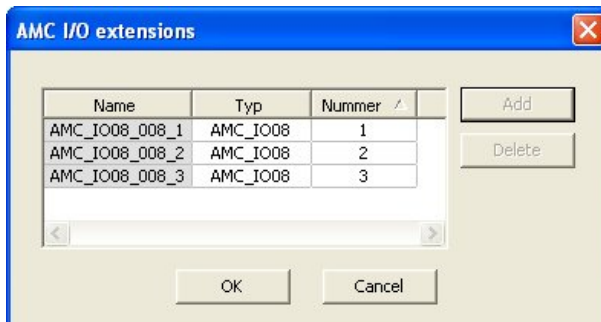 AMC I/O extensions
Name Typ Nummer
AMC_IO08_008_1 AMC_IO08 1
AMC_IO08_008_2 AMC_IO08 2
AMC_IO08_008_3 AMC_IO08 3
Add
Delete
OK Cancel